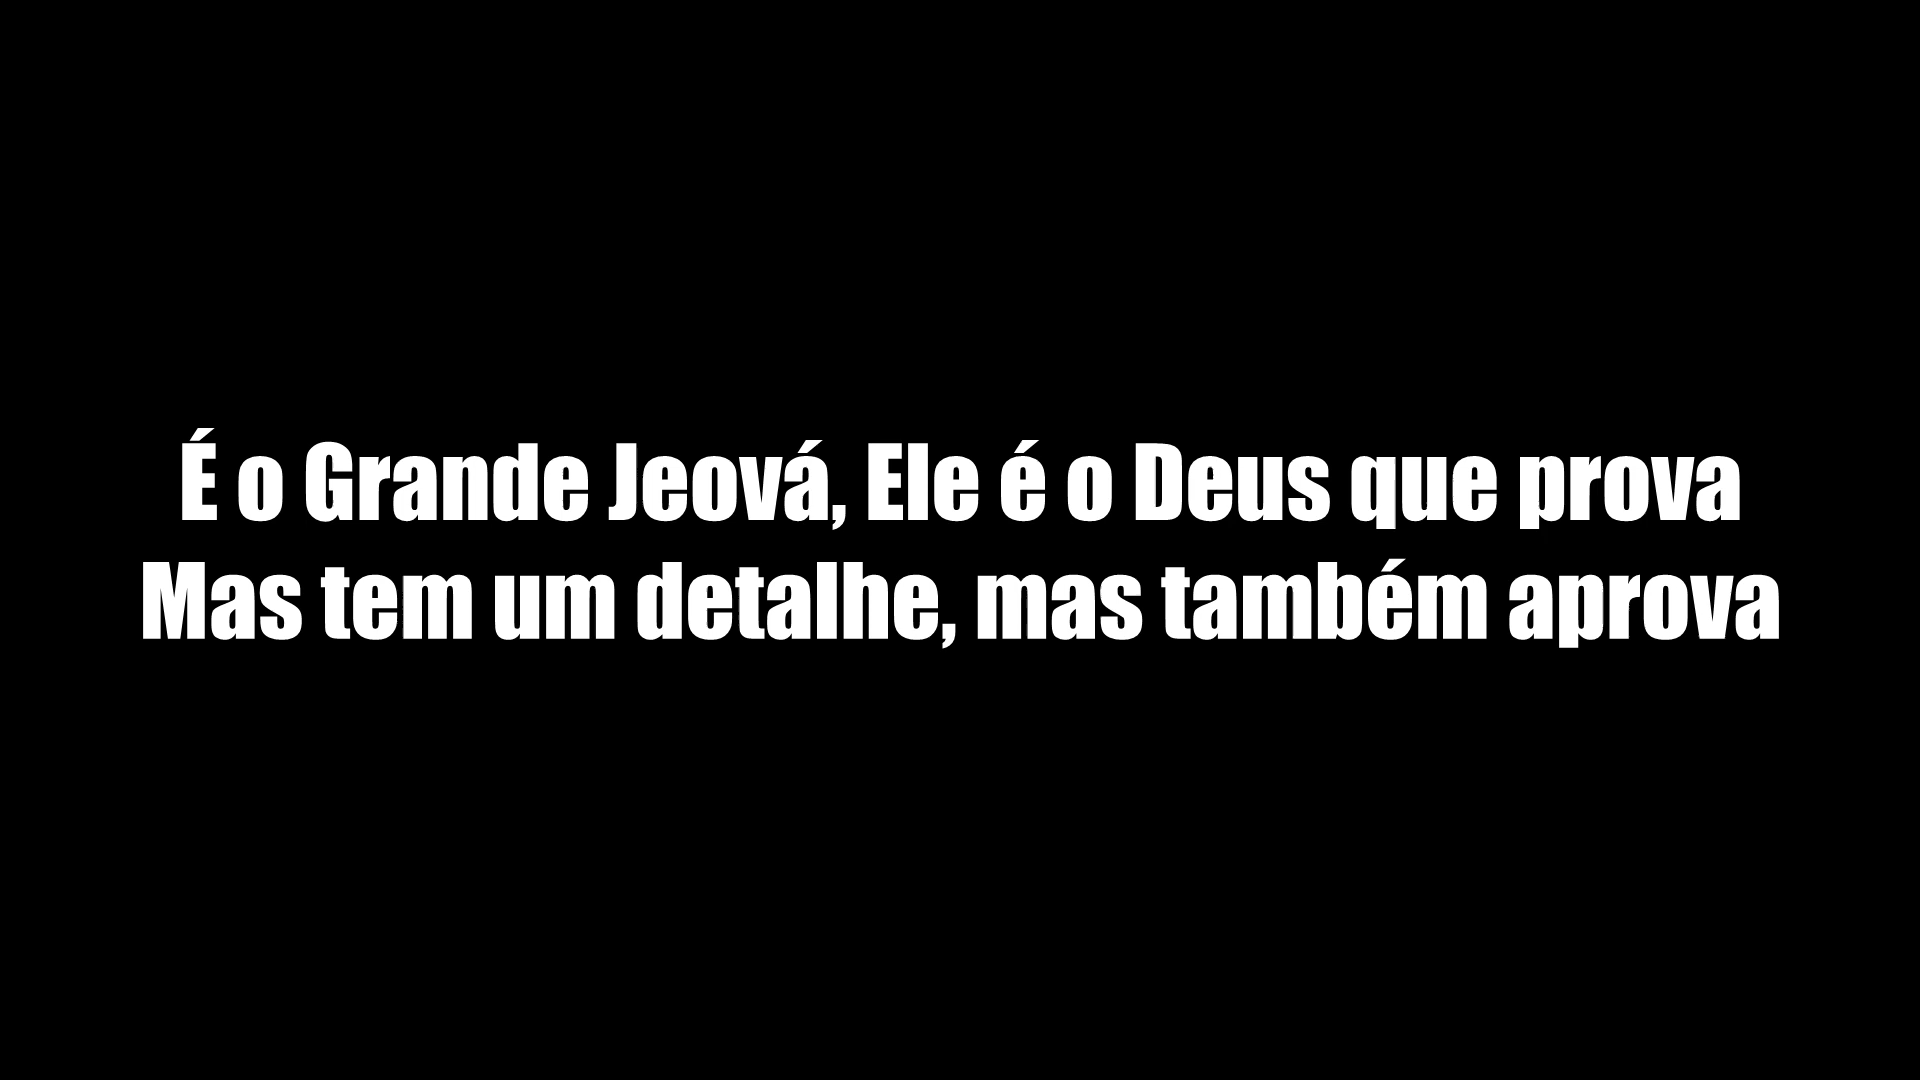 É o Grande Jeová, Ele é o Deus que prova
Mas tem um detalhe, mas também aprova